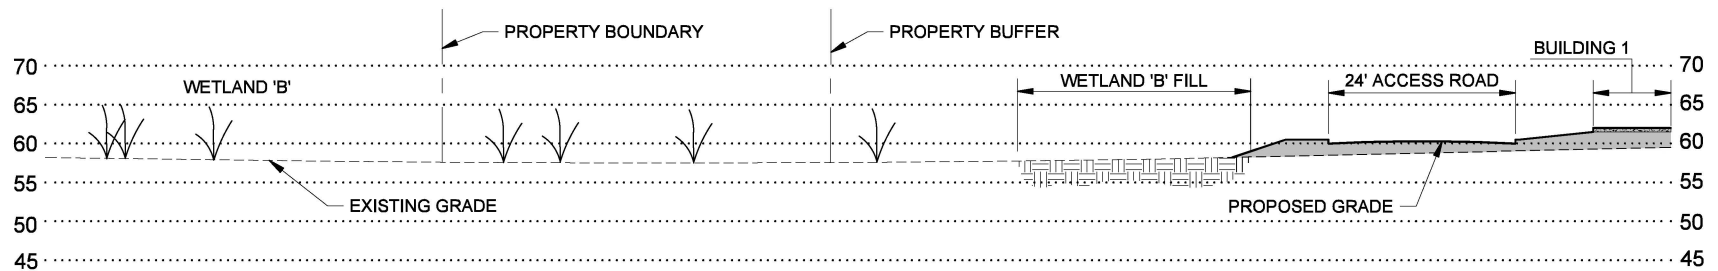 PROPERTY BOUNDARY
PROPERTY BUFFER
BUILDING 1
70
WETLAND 'B'
WETLAND 'B' FILL
24' ACCESS ROAD
70
65
65
60
60
55
55
EXISTING GRADE
PROPOSED GRADE
50
50
45
45